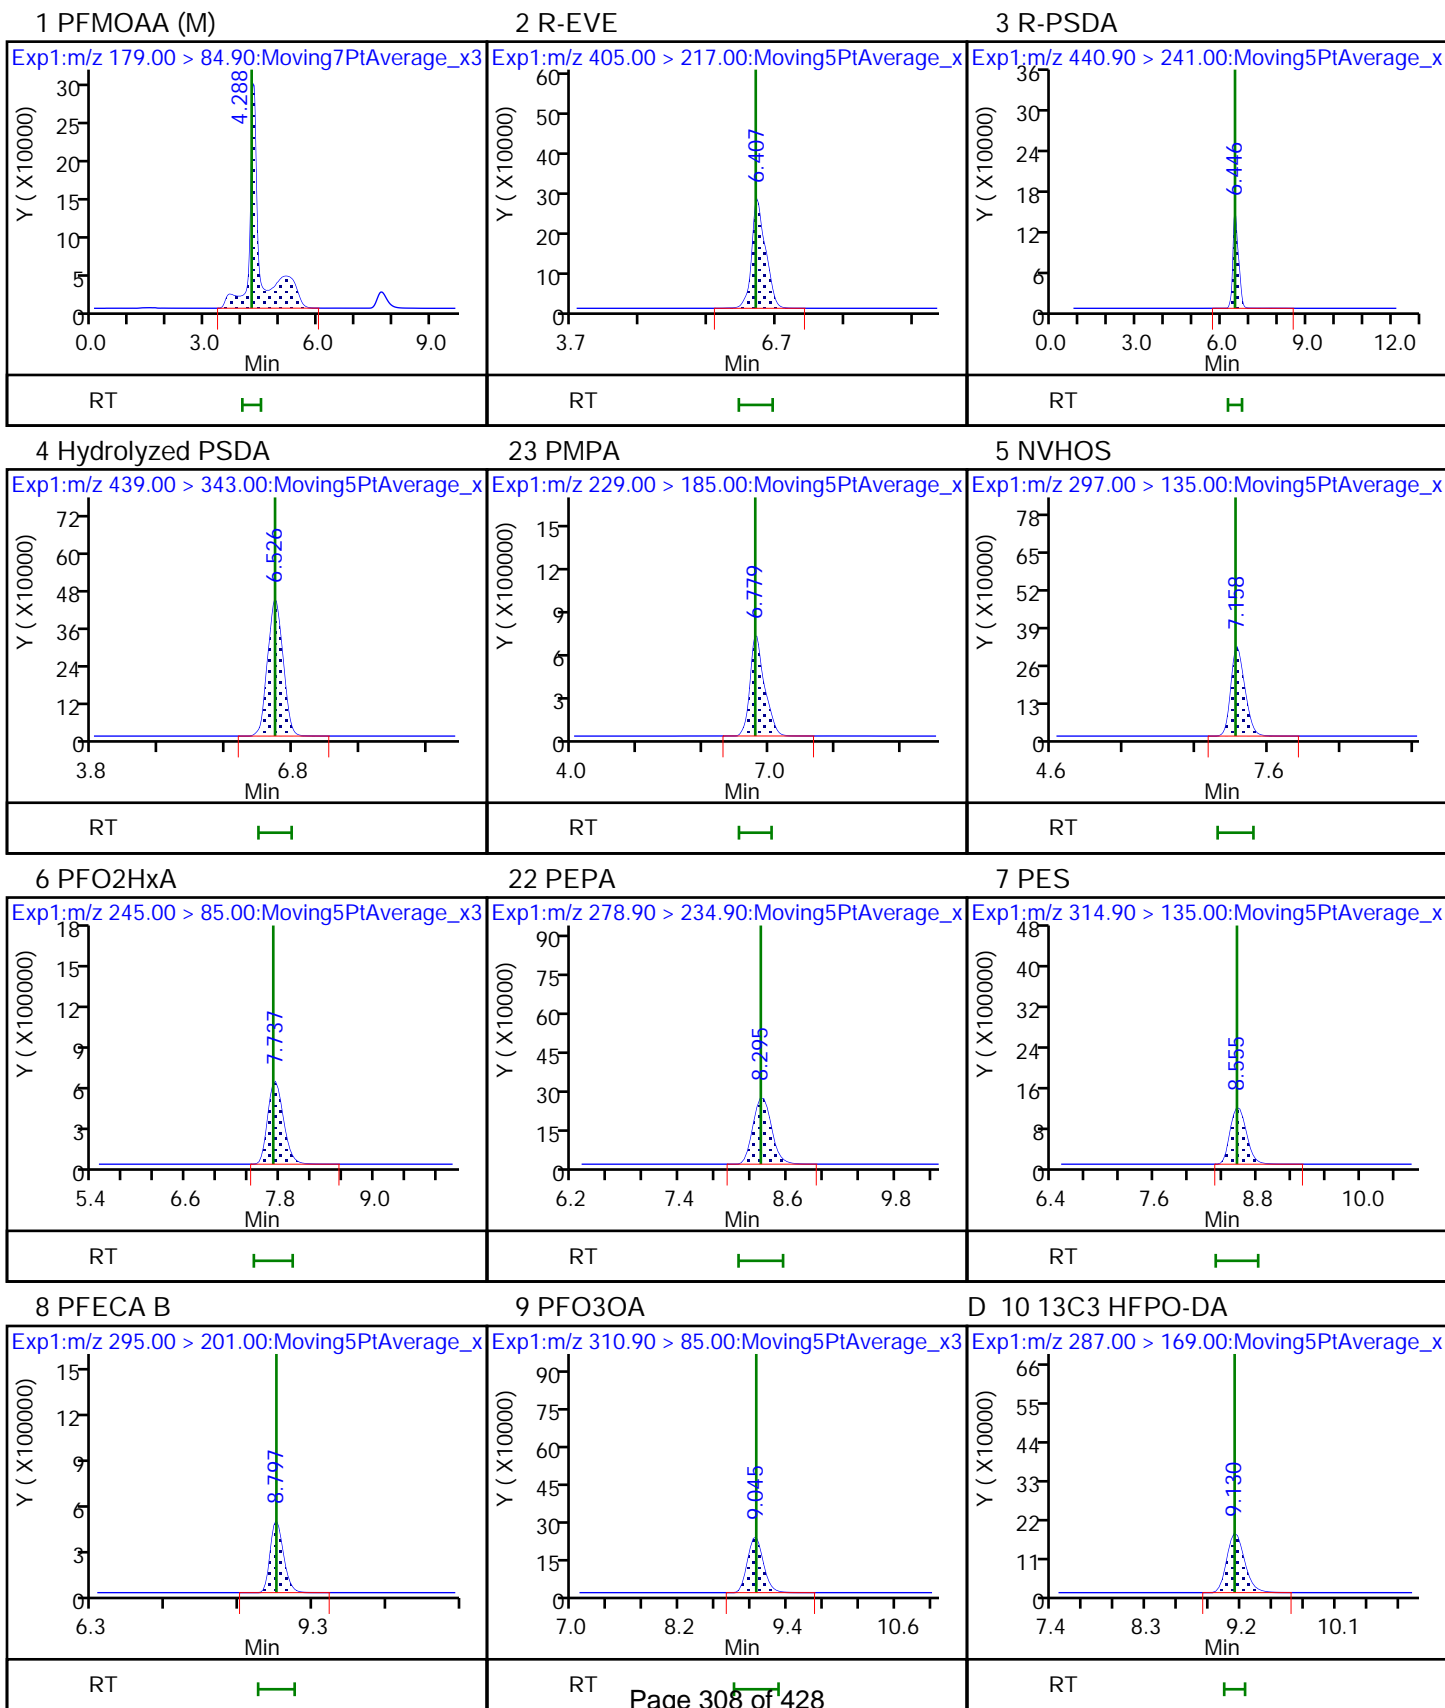 1 PFMOAA (M)
Exp1:m/z 179.00 > 84.90:Moving7PtAverage_x3
Y ( X10000)
30
25
20
15
10
5
0
4.288
0.0 3.0 6.0 9.0
Min
RT
2 R-EVE
Exp1:m/z 405.00 > 217.00:Moving5PtAverage_x
Y ( X10000)
60
50
40
30
20
10
0
6.407
3.7 6.7
Min
RT
3 R-PSDA
Exp1:m/z 440.90 > 241.00:Moving5PtAverage_x
Y ( X10000)
36
30
24
18
12
6
0
6.446
0.0 3.0 6.0 9.0 12.0
Min
RT
4 Hydrolyzed PSDA
Exp1:m/z 439.00 > 343.00:Moving5PtAverage_x
Y ( X10000)
72
60
48
36
24
12
0
6.526
3.8 6.8
Min
RT
23 PMPA
Exp1:m/z 229.00 > 185.00:Moving5PtAverage_x
Y ( X100000)
15
12
9
6
3
0
6.779
4.0 7.0
Min
RT
5 NVHOS
Exp1:m/z 297.00 > 135.00:Moving5PtAverage_x
Y ( X10000)
78
65
52
39
26
13
0
7.158
4.6 7.6
Min
RT
6 PFO2HxA
Exp1:m/z 245.00 > 85.00:Moving5PtAverage_x3
Y ( X100000)
18
15
12
9
6
3
0
7.737
5.4 6.6 7.8 9.0
Min
RT
22 PEPA
Exp1:m/z 278.90 > 234.90:Moving5PtAverage_x
Y ( X10000)
90
75
60
45
30
15
0
8.295
6.2 7.4 8.6 9.8
Min
RT
7 PES
Exp1:m/z 314.90 > 135.00:Moving5PtAverage_x
Y ( X100000)
48
40
32
24
16
8
0
8.555
6.4 7.6 8.8 10.0
Min
RT
8 PFECA B
Exp1:m/z 295.00 > 201.00:Moving5PtAverage_x
Y ( X100000)
15
12
9
6
3
0
8.797
6.3 9.3
Min
RT
9 PFO3OA
Exp1:m/z 310.90 > 85.00:Moving5PtAverage_x3
Y ( X10000)
90
75
60
45
30
15
0
9.045
7.0 8.2 9.4 10.6
Min
RT
D 10 13C3 HFPO-DA
Exp1:m/z 287.00 > 169.00:Moving5PtAverage_x
Y ( X10000)
66
55
44
33
22
11
0
9.130
7.4 8.3 9.2 10.1
Min
RT
Page 308 of 428